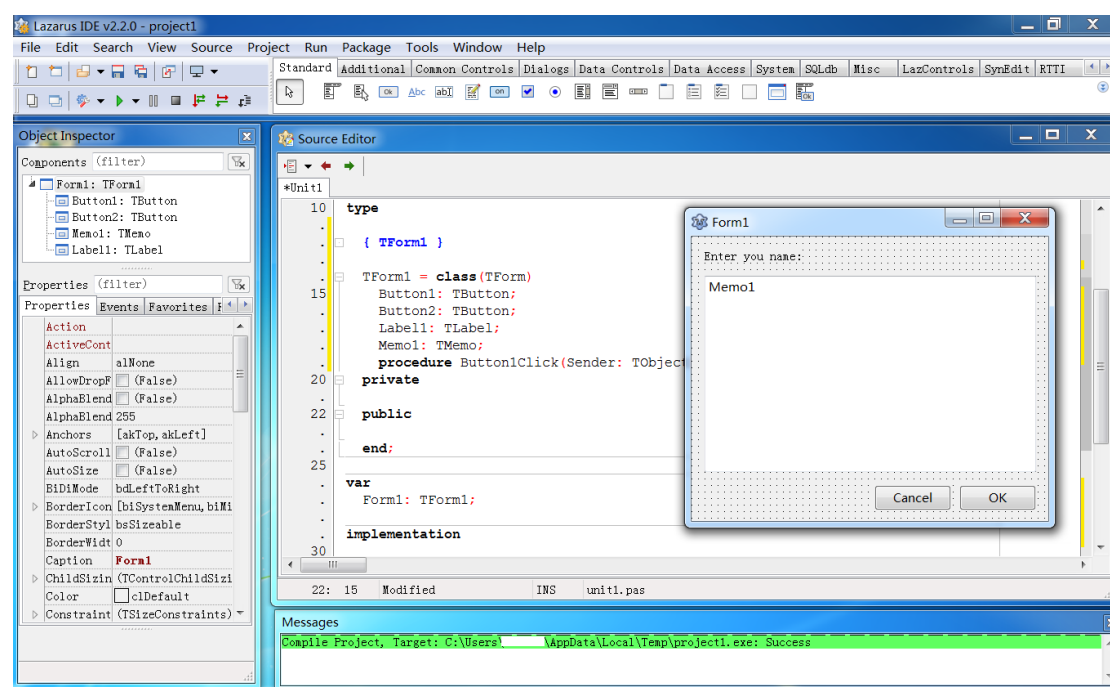 Lazarus IDE v2.2.0 - project1
File Edit Search View Source Project Run Package Tools Window Help
Standard Additional Common Controls Dialogs Data Controls Data Access System SQLdb Misc LazControls SynEdit RTTI
Ok Abc abI on
Object Inspector
Components (filter)
Form1: TForm1
Button1: TButton
Button2: TButton
Memo1: TMemo
Label1: TLabel
Properties (filter)
Properties Events Favorites
Action
ActiveCont
Align alNone
AllowDropF (False)
AlphaBlend (False)
AlphaBlend 255
Anchors [akTop,akLeft]
AutoScroll (False)
AutoSize (False)
BiDiMode bdLeftToRight
BorderIcon [biSystemMenu,biMi
BorderStyl bsSizeable
BorderWidt 0
Caption Form1
ChildSizin (TControlChildSizi
Color clDefault
Constraint (TSizeConstraints)
Source Editor
*Unit1
10 type
{ TForm1 }
TForm1 = class(TForm)
15 Button1: TButton;
Button2: TButton;
Label1: TLabel;
Memo1: TMemo;
procedure Button1Click(Sender: TObject
20 private
22 public
end;
25
var
Form1: TForm1;
implementation
30
22: 15 Modified INS unit1.pas
Form1
Enter you name:
Memo1
Cancel OK
Messages
Compile Project, Target: C:\Users\ \AppData\Local\Temp\project1.exe: Success